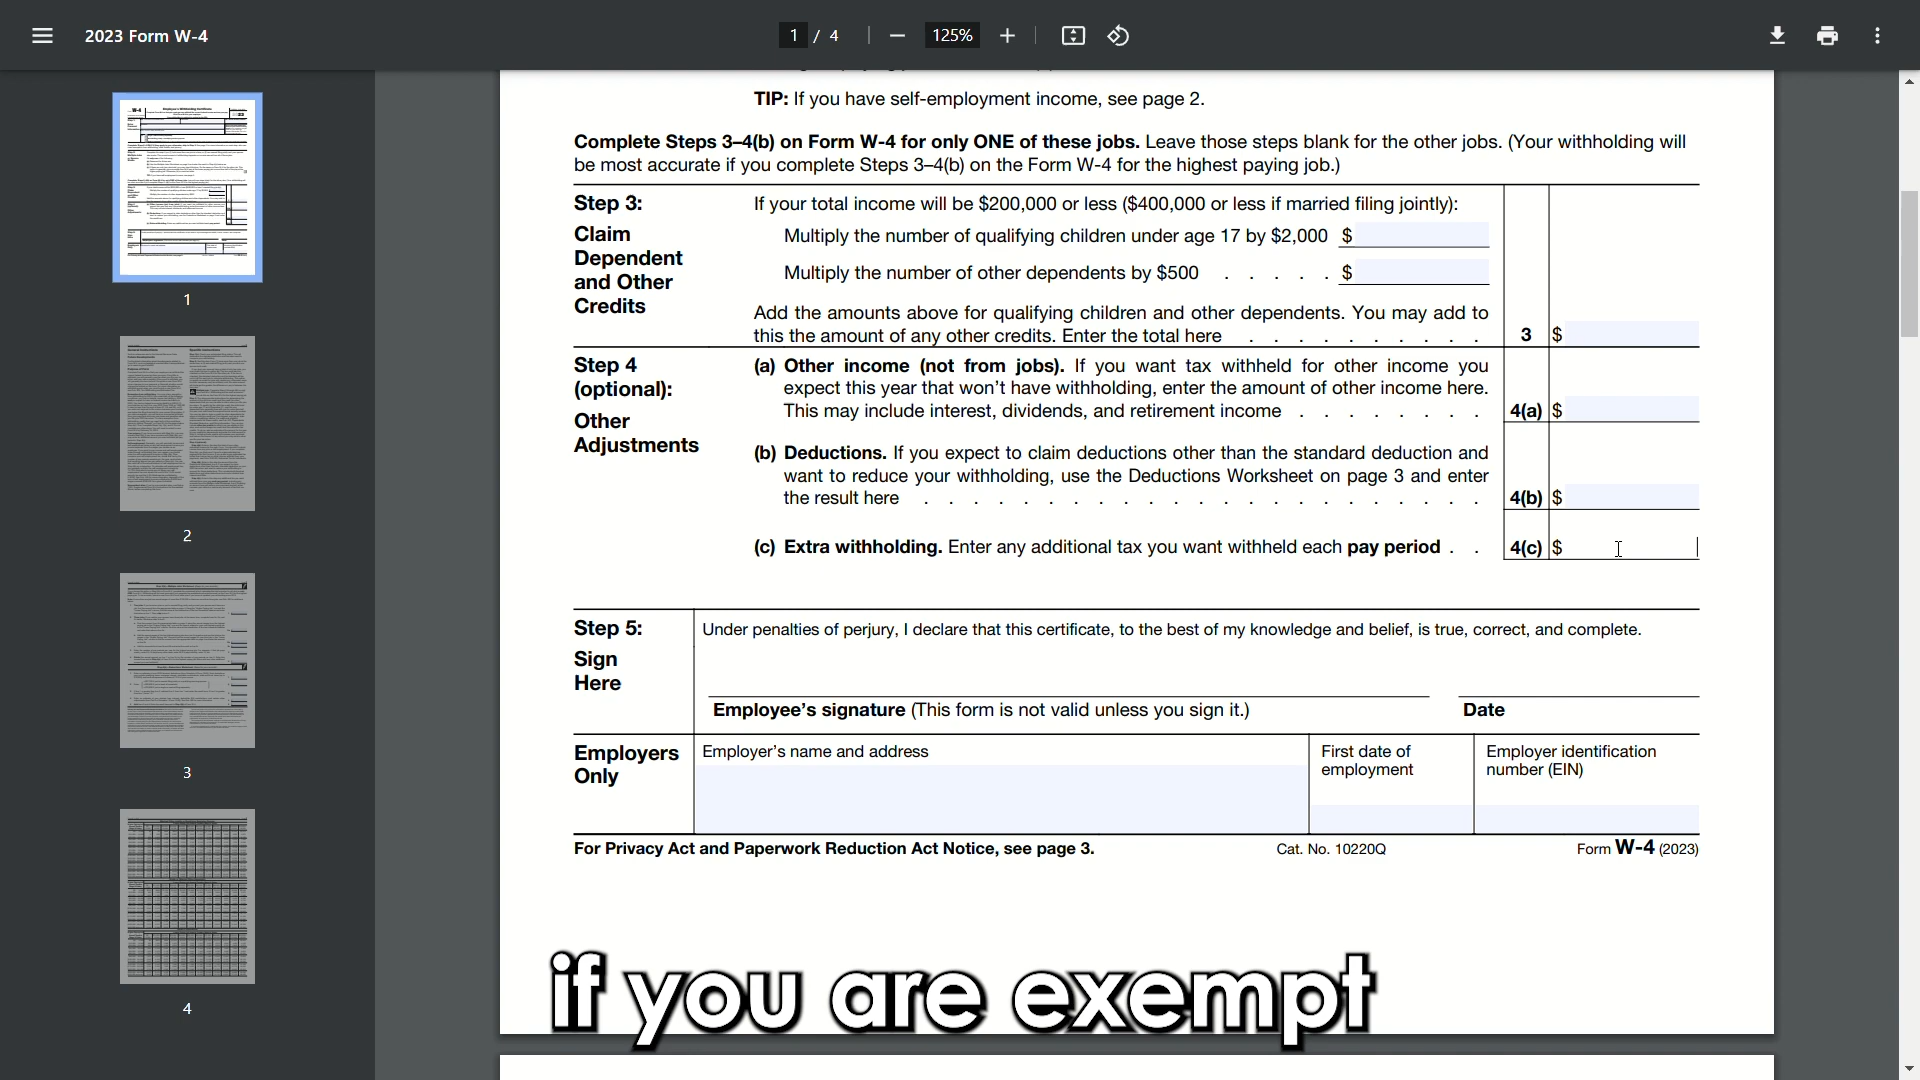 2023 Form W-4
1 / 4
125%
TIP: If you have self-employment income, see page 2.
Complete Steps 3–4(b) on Form W-4 for only ONE of these jobs. Leave those steps blank for the other jobs. (Your withholding will
be most accurate if you complete Steps 3–4(b) on the Form W-4 for the highest paying job.)
Step 3:
Claim
Dependent
and Other
Credits
If your total income will be $200,000 or less ($400,000 or less if married filing jointly):
Multiply the number of qualifying children under age 17 by $2,000 $
Multiply the number of other dependents by $500 . . . . . $
Add the amounts above for qualifying children and other dependents. You may add to
this the amount of any other credits. Enter the total here . . . . . . . . . . 3 $
Step 4
(optional):
Other
Adjustments
(a) Other income (not from jobs). If you want tax withheld for other income you
expect this year that won't have withholding, enter the amount of other income here.
This may include interest, dividends, and retirement income . . . . . . . . 4(a) $
(b) Deductions. If you expect to claim deductions other than the standard deduction and
want to reduce your withholding, use the Deductions Worksheet on page 3 and enter
the result here . . . . . . . . . . . . . . . . . . . . . . . 4(b) $
(c) Extra withholding. Enter any additional tax you want withheld each pay period . . 4(c) $
Step 5:
Sign
Here
Under penalties of perjury, I declare that this certificate, to the best of my knowledge and belief, is true, correct, and complete.
Employee's signature (This form is not valid unless you sign it.)
Date
Employers
Only
Employer's name and address
First date of
employment
Employer identification
number (EIN)
For Privacy Act and Paperwork Reduction Act Notice, see page 3.
Cat. No. 10220Q
Form W-4 (2023)
if you are exempt
1
2
3
4